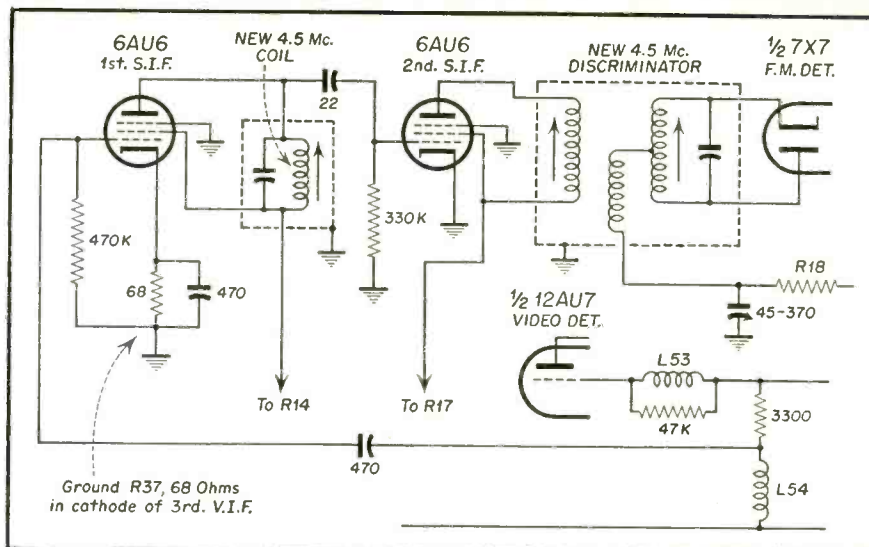 6AU6
1st. S.I.F.
NEW 4.5 Mc.
COIL
22
6AU6
2nd. S.I.F.
NEW 4.5 Mc.
DISCRIMINATOR
½ 7X7
F.M. DET.
470K
68
470
330K
R18
45-370
½ 12AU7
VIDEO DET.
L53
47K
3300
To R14
To R17
470
L54
Ground R37, 68 Ohms
in cathode of 3rd. V.I.F.